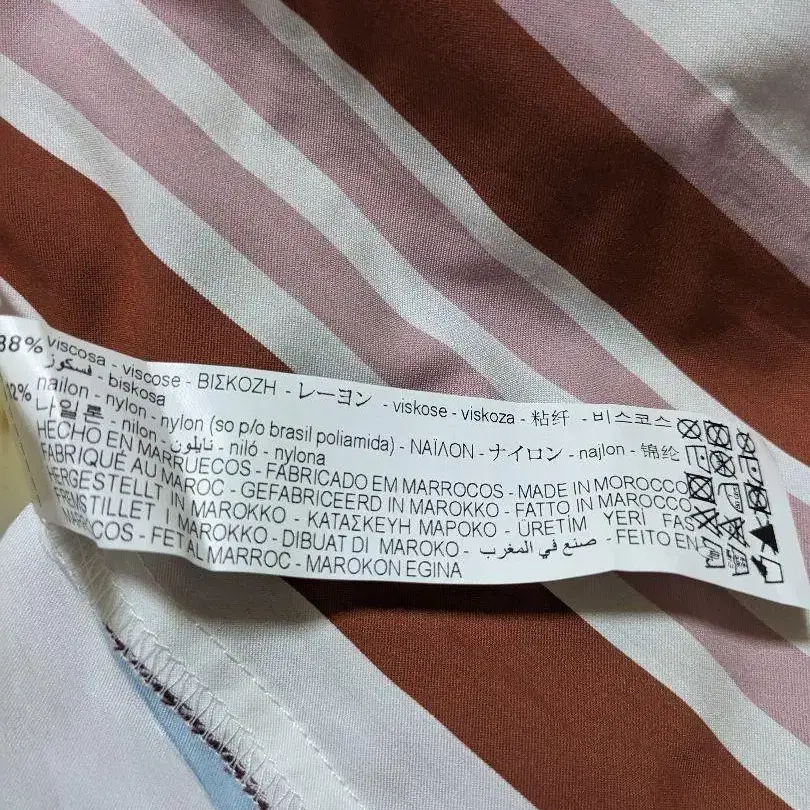 88% viscosa - viscose - ΒΙΣΚΟΖΗ - レーヨン - viskose - viskoza - 粘纤 - 비스코스
فسكوز - biskosa
12% nailon - nylon - nylon (so p/o brasil poliamida) - ΝΑΪΛΟΝ - ナイロン - najlon - 锦纶
나일론 - nilon - نايلون - niló - nylona
HECHO EN MARRUECOS - FABRICADO EM MARROCOS - MADE IN MOROCCO
FABRIQUÉ AU MAROC - GEFABRICEERD IN MAROKKO - FATTO IN MAROCCO
HERGESTELLT IN MAROKKO - ΚΑΤΑΣΚΕΥΗ ΜΑΡΟΚΟ - ÜRETİM YERİ FAS
FREMSTILLET I MAROKKO - DIBUAT DI MAROKO - صنع في المغرب - FEITO EN
MARROCOS - FET AL MARROC - MAROKON EGINA